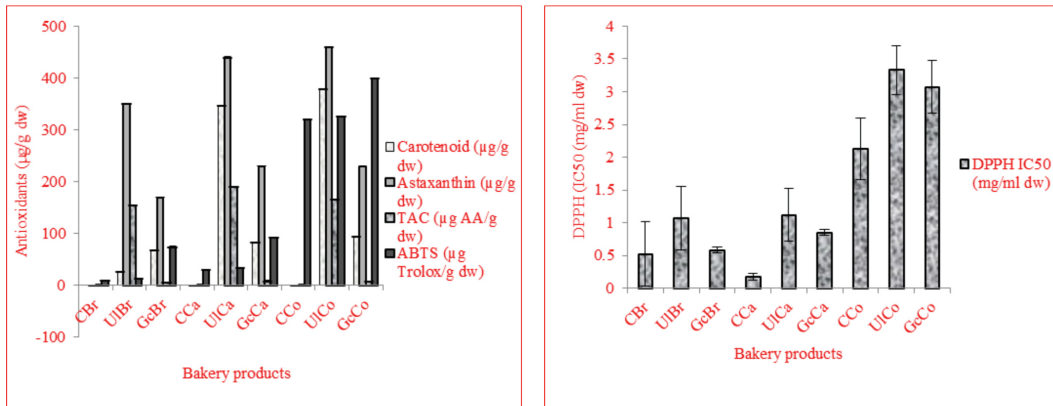 500
400
300
200
100
0
-100
Antioxidants (µg/g dw)
CBr
UlBr
GcBr
CCa
UlCa
GcCa
CCo
UlCo
GcCo
Bakery products
Carotenoid (µg/g
dw)
Astaxanthin (µg/g
dw)
TAC (µg AA/g
dw)
ABTS (µg
Trolox/g dw)
4
3.5
3
2.5
2
1.5
1
0.5
0
DPPH (IC50 (mg/ml dw)
CBr
UlBr
GcBr
CCa
UlCa
GcCa
CCo
UlCo
GcCo
Bakery products
DPPH IC50
(mg/ml dw)